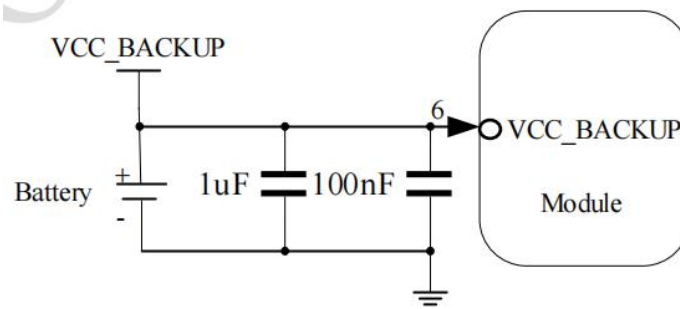 VCC_BACKUP
6
VCC_BACKUP
+
Battery
-
1uF
100nF
Module